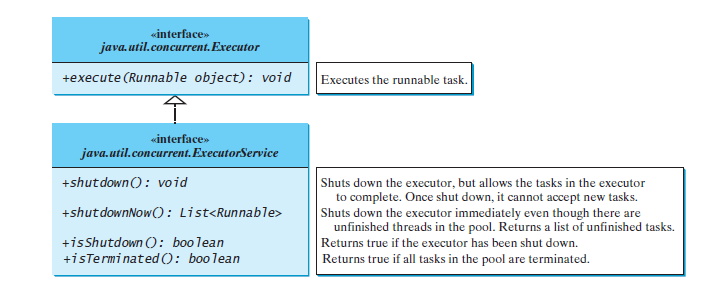 «interface»
java.util.concurrent.Executor
+execute(Runnable object): void
Executes the runnable task.
«interface»
java.util.concurrent.ExecutorService
+shutdown(): void
Shuts down the executor, but allows the tasks in the executor
to complete. Once shut down, it cannot accept new tasks.
+shutdownNow(): List<Runnable>
Shuts down the executor immediately even though there are
unfinished threads in the pool. Returns a list of unfinished tasks.
+isShutdown(): boolean
Returns true if the executor has been shut down.
+isTerminated(): boolean
Returns true if all tasks in the pool are terminated.